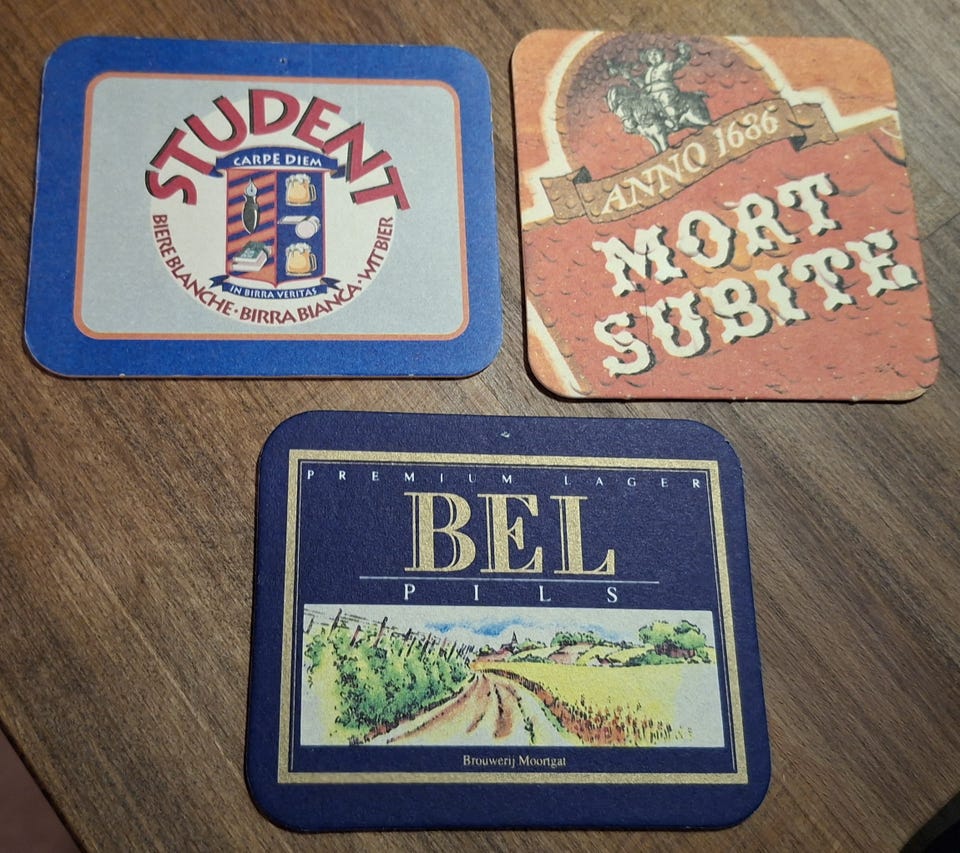 STUDENT
CARPE DIEM
IN BIRRA VERITAS
BIERE BLANCHE · BIRRA BIANCA · WITBIER
ANNO 1686
MORT
SUBITE
PREMIUM LAGER
BEL
PILS
Brouwerij Moortgat